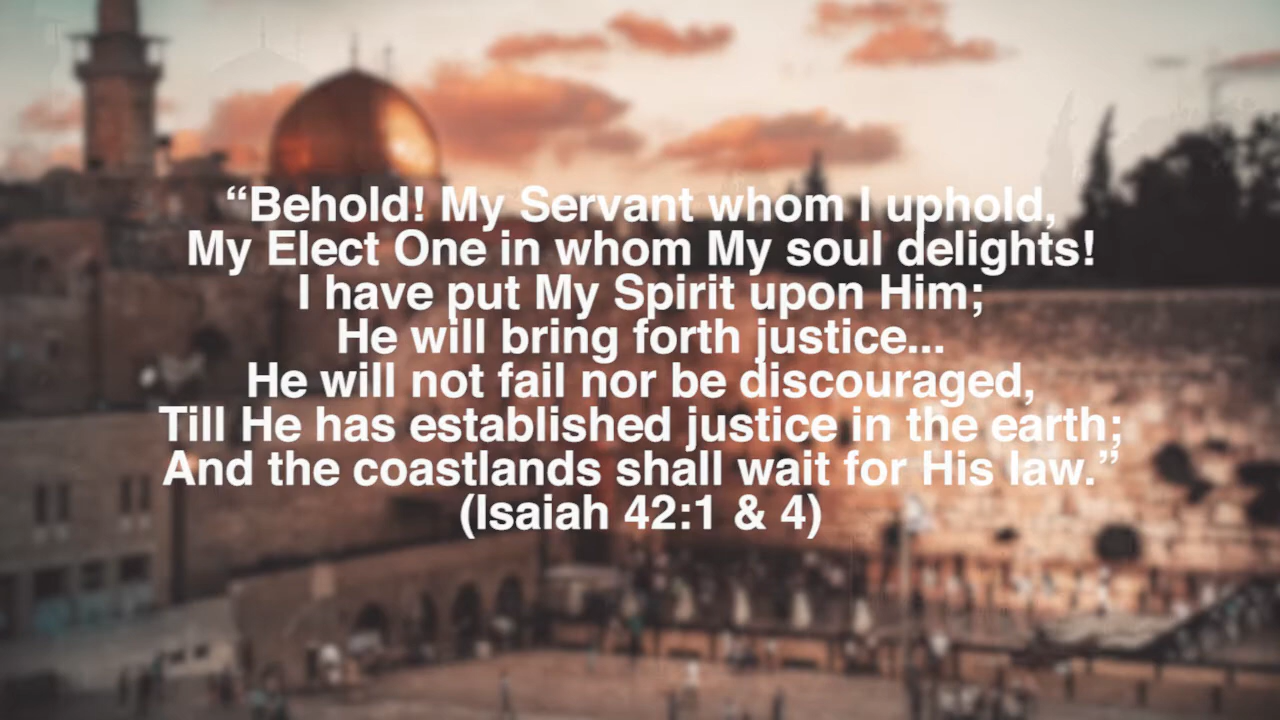 “Behold! My Servant whom I uphold,
My Elect One in whom My soul delights!
I have put My Spirit upon Him;
He will bring forth justice...
He will not fail nor be discouraged,
Till He has established justice in the earth;
And the coastlands shall wait for His law.”
(Isaiah 42:1 & 4)